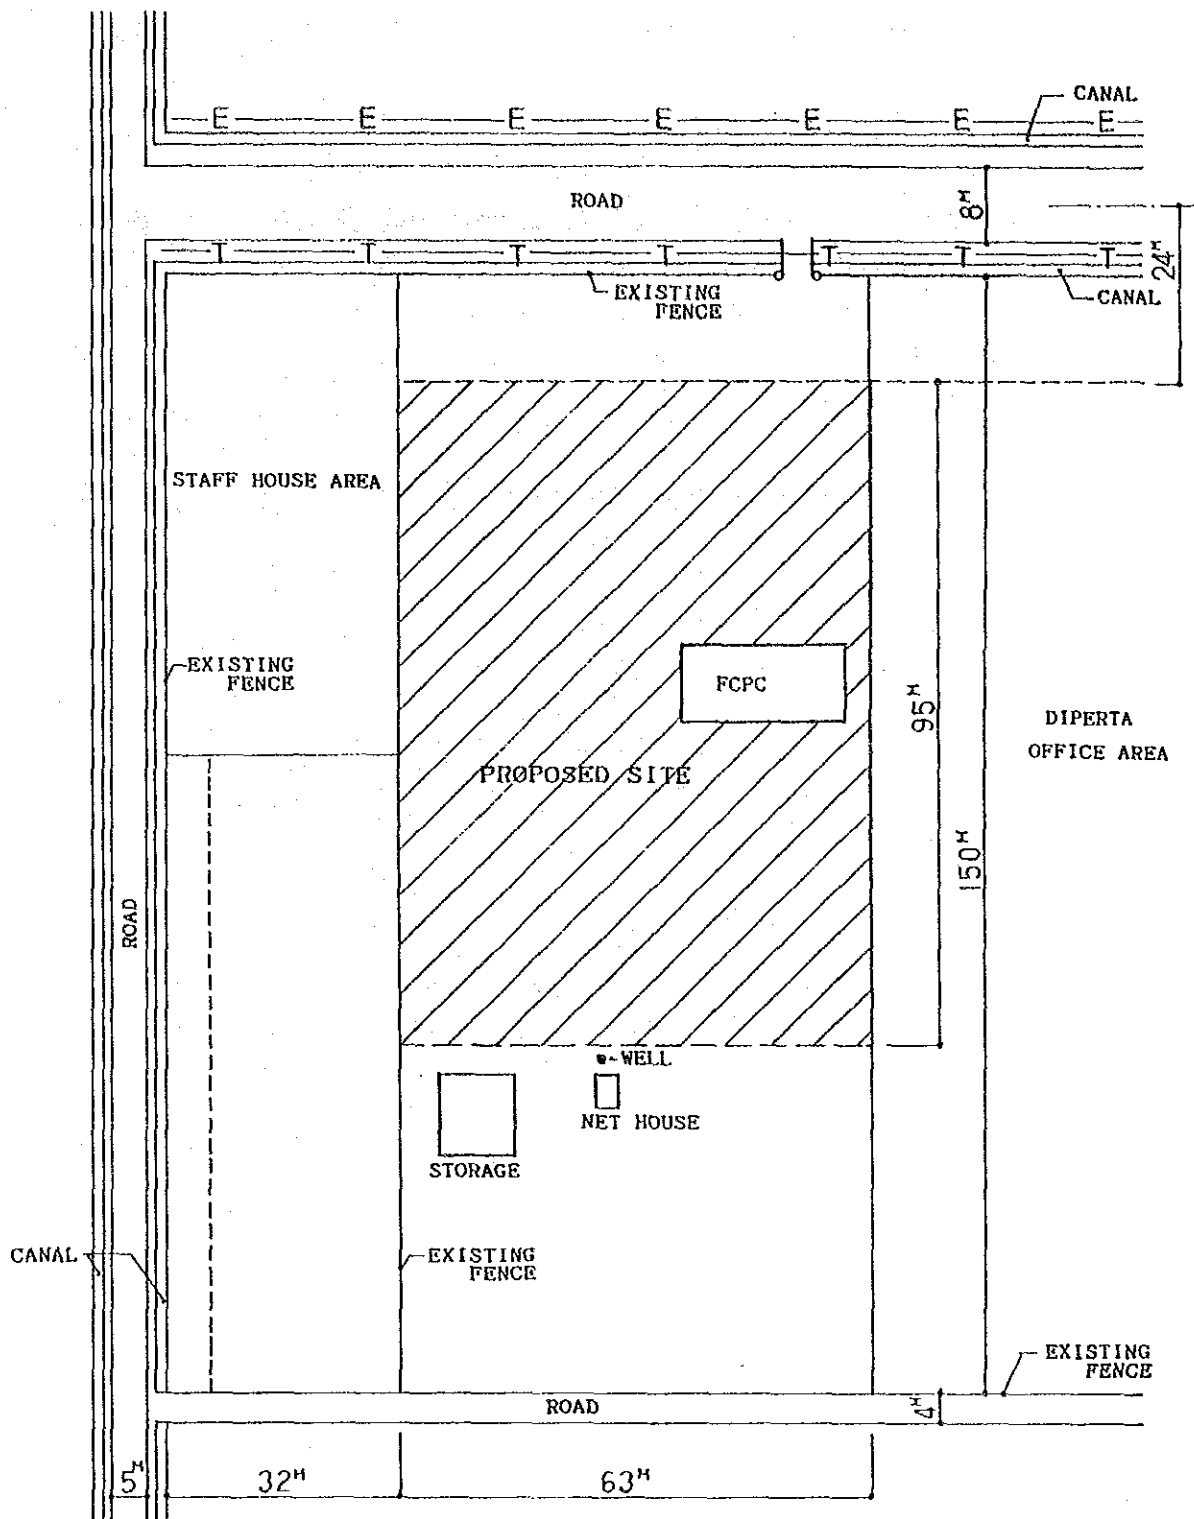 CANAL
E E E E E E E
ROAD
8M
24M
T T T T T T T
EXISTING
FENCE
CANAL
STAFF HOUSE AREA
EXISTING
FENCE
FCPC
95M
DIPERTA
OFFICE AREA
PROPOSED SITE
150M
ROAD
WELL
NET HOUSE
STORAGE
CANAL
EXISTING
FENCE
EXISTING
FENCE
ROAD
4M
5M
32M
63M